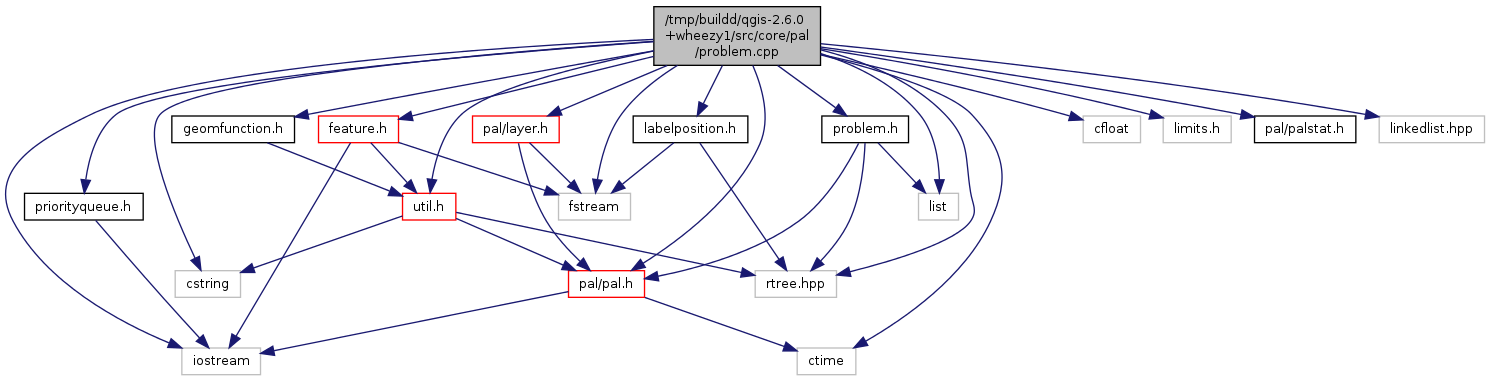 /tmp/buildd/qgis-2.6.0
+wheezy1/src/core/pal
/problem.cpp
geomfunction.h
feature.h
pal/layer.h
labelposition.h
problem.h
cfloat
limits.h
pal/palstat.h
linkedlist.hpp
priorityqueue.h
util.h
fstream
list
cstring
pal/pal.h
rtree.hpp
iostream
ctime